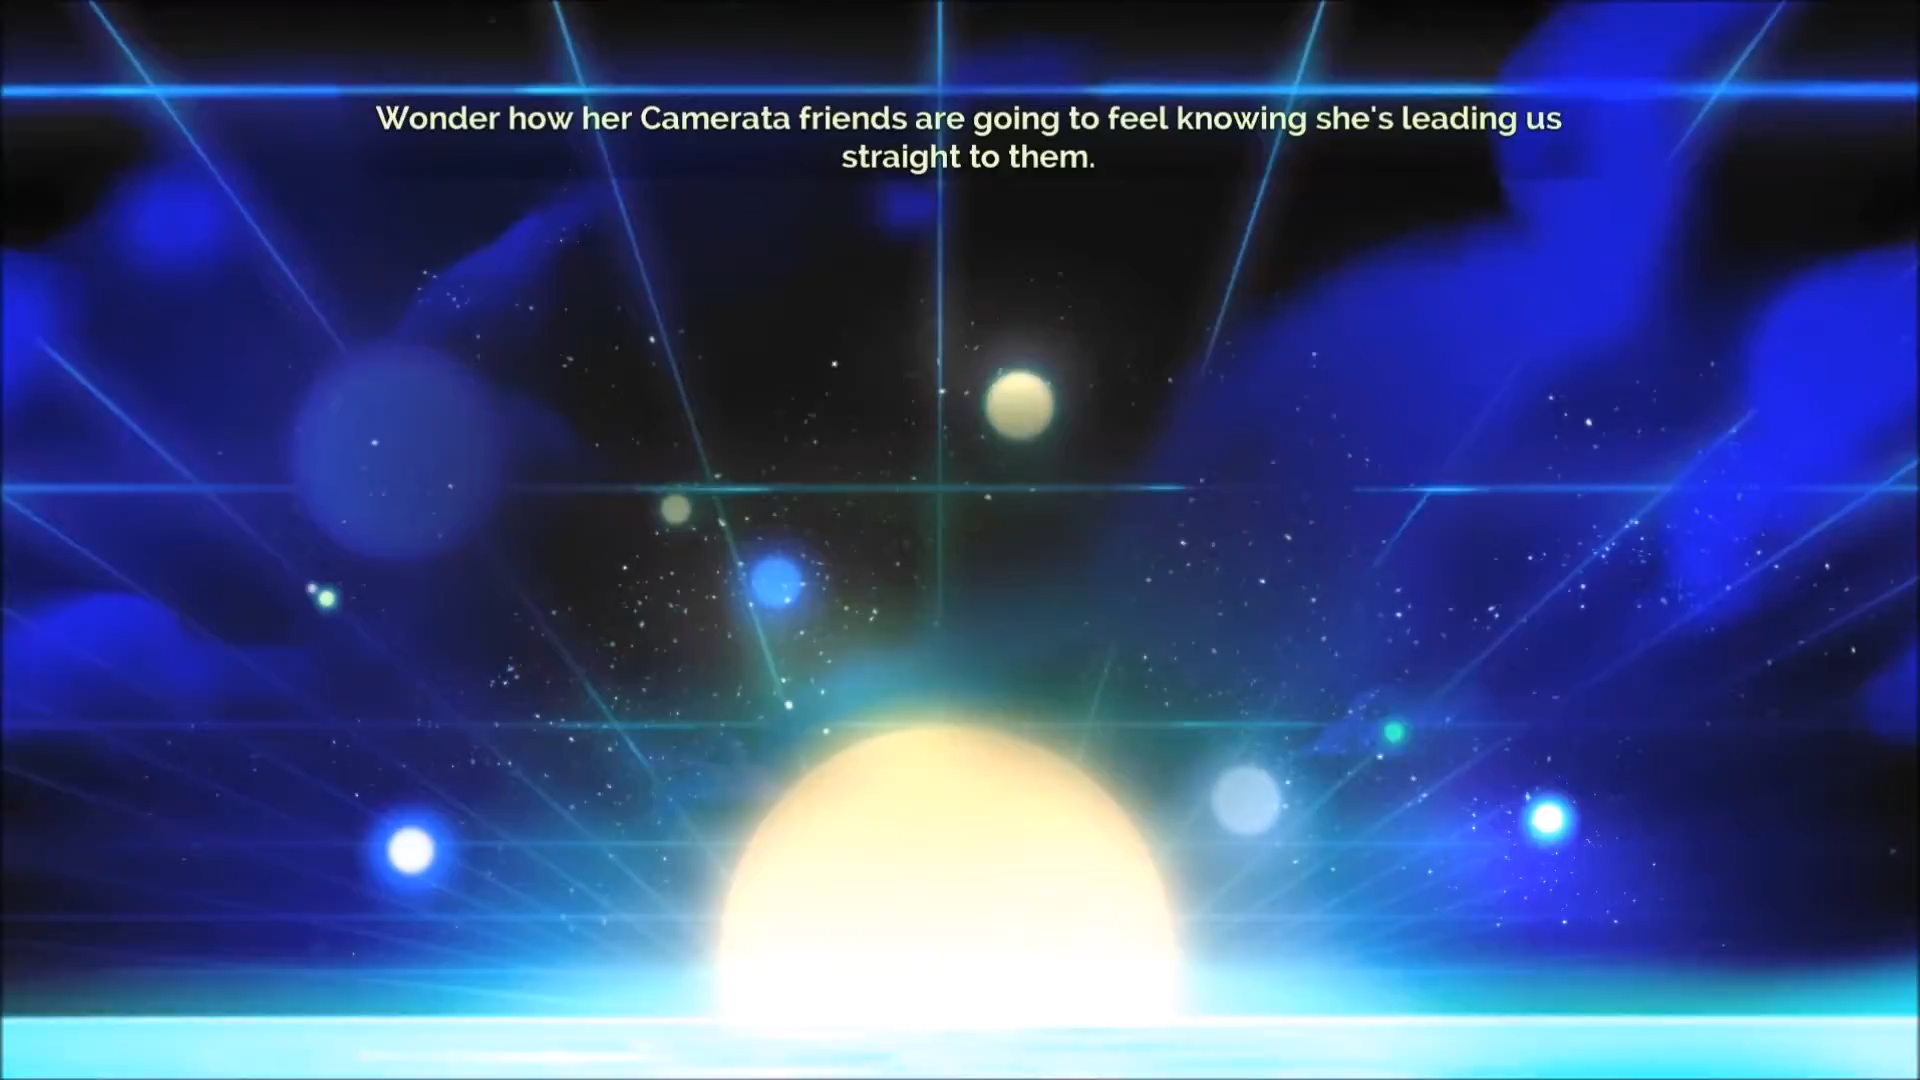 Wonder how her Camerata friends are going to feel knowing she's leading us
straight to them.